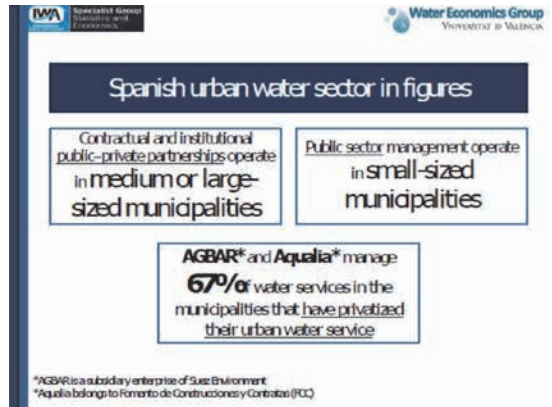 IWA
Specialist Group
Statistics and
Economics
Water Economics Group
VNIVERSITAT ID VALÈNCIA
Spanish urban water sector in figures
Contractual and institutional
public-private partnerships operate
in medium or large-
sized municipalities
Public sector management operate
in small-sized
municipalities
AGBAR* and Aqualia* manage
67% of water services in the
municipalities that have privatized
their urban water service
*AGBAR is a subsidiary enterprise of Suez Environment
*Aqualia belongs to Fomento de Construcciones y Contratas (FCC)